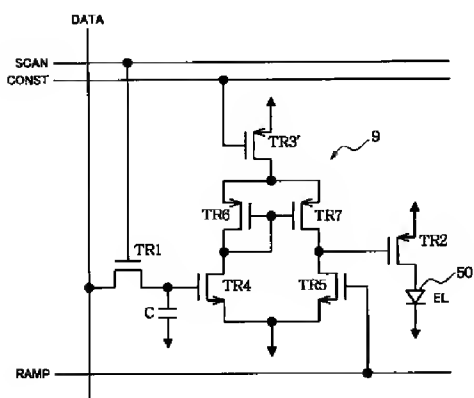 DATA
SCAN
CONST
TR3'
9
TR6
TR7
TR2
TR1
50
EL
TR4
TR5
C
RAMP